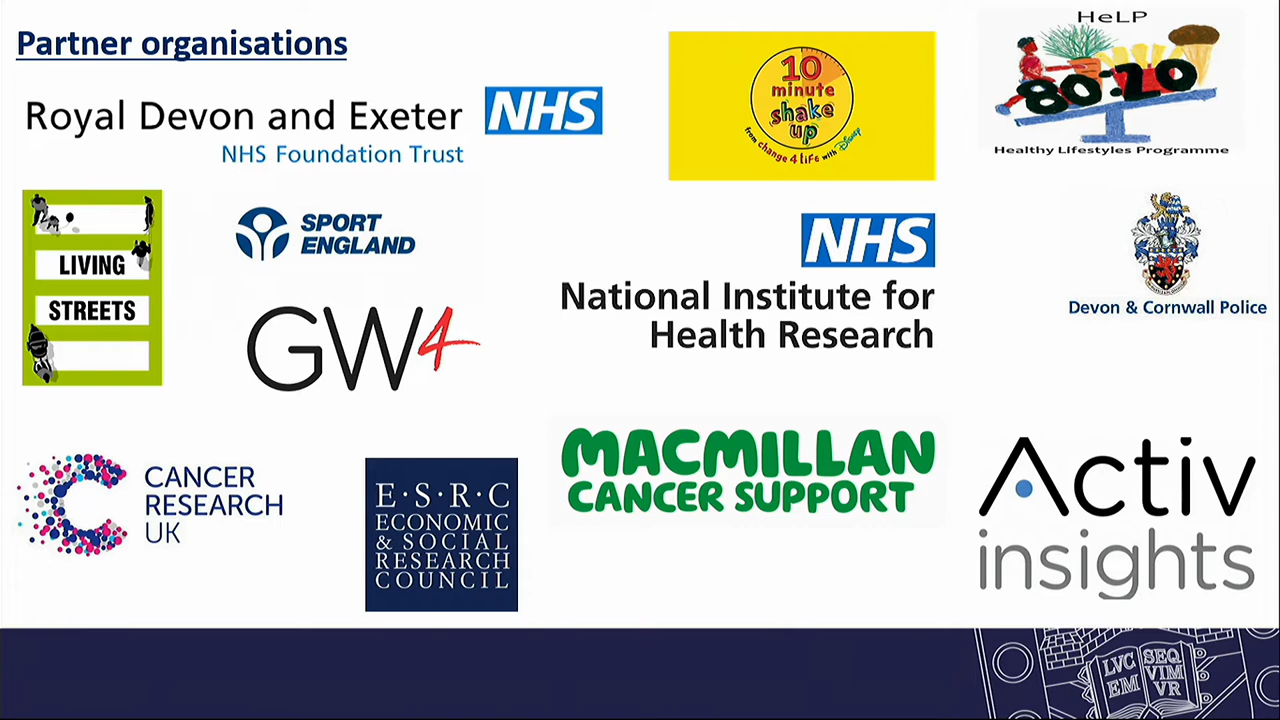 Partner organisations
Royal Devon and Exeter NHS
NHS Foundation Trust
10
minute
shake
up
from change 4 life with Disney
HeLP
80:20
Healthy Lifestyles Programme
LIVING
STREETS
SPORT
ENGLAND
GW4
NHS
National Institute for
Health Research
Devon & Cornwall Police
CANCER
RESEARCH
UK
E·S·R·C
ECONOMIC
& SOCIAL
RESEARCH
COUNCIL
MACMILLAN
CANCER SUPPORT
Activ
insights
LVC
EM
SEQ
VIM
VR